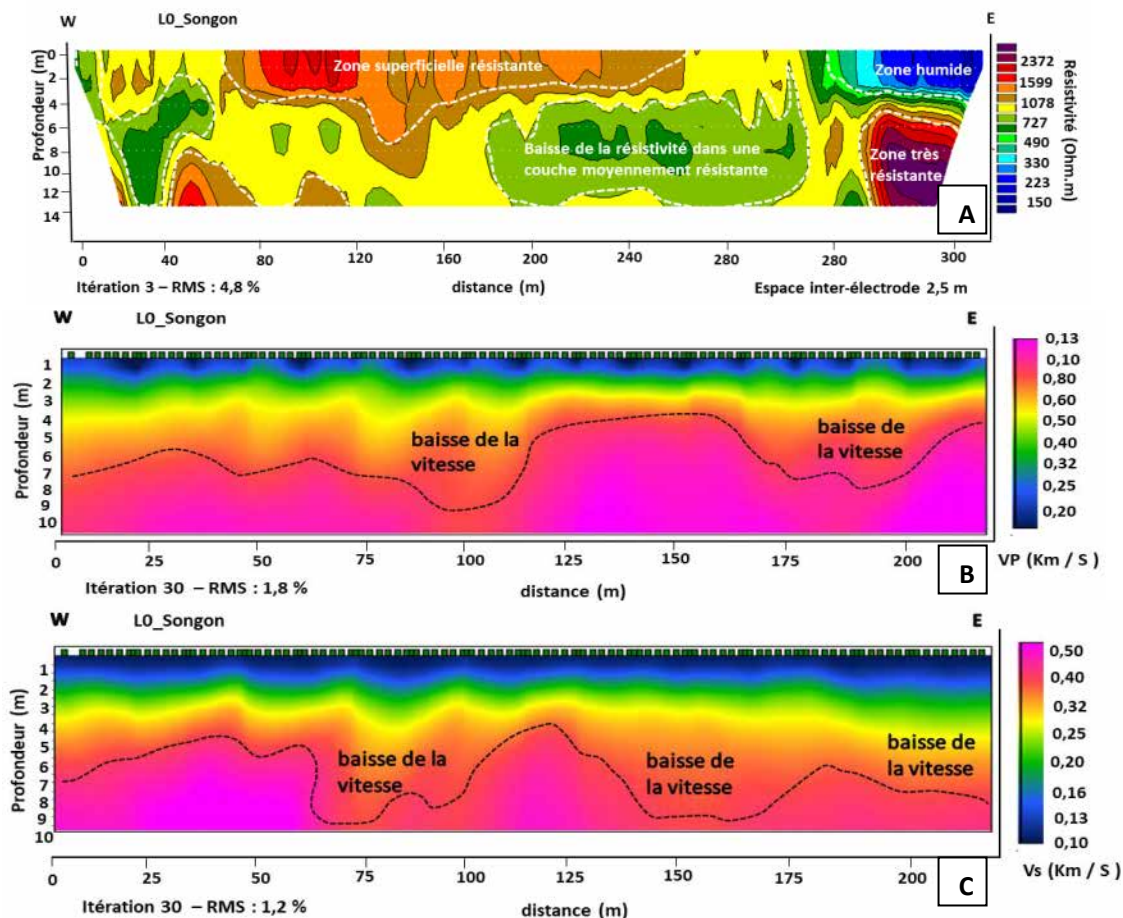 W L0_Songon E
Profondeur (m)
0
2
4
6
8
10
12
14
Zone superficielle résistante
Zone humide
Baisse de la résistivité dans une
couche moyennement résistante
Zone très
résistante
A
2372
1599
1078
727
490
330
223
150
Résistivité (Ohm.m)
0 40 80 120 160 200 240 280 280 300
Itération 3 – RMS : 4,8 % distance (m) Espace inter-électrode 2,5 m
W L0_Songon E
Profondeur (m)
1
2
3
4
5
6
7
8
9
10
baisse de la
vitesse
baisse de
la vitesse
0,13
0,10
0,80
0,50
0,40
0,32
0,25
0,20
VP (Km / S )
B
0 25 50 75 100 125 150 175 200
Itération 30 – RMS : 1,8 % distance (m)
W L0_Songon E
Profondeur (m)
1
2
3
4
5
6
7
8
9
10
baisse de la
vitesse
baisse de
la vitesse
baisse de
la vitesse
0,50
0,40
0,32
0,25
0,20
0,16
0,13
0,10
Vs (Km / S )
C
0 25 50 75 100 125 150 175 200
Itération 30 – RMS : 1,2 % distance (m)